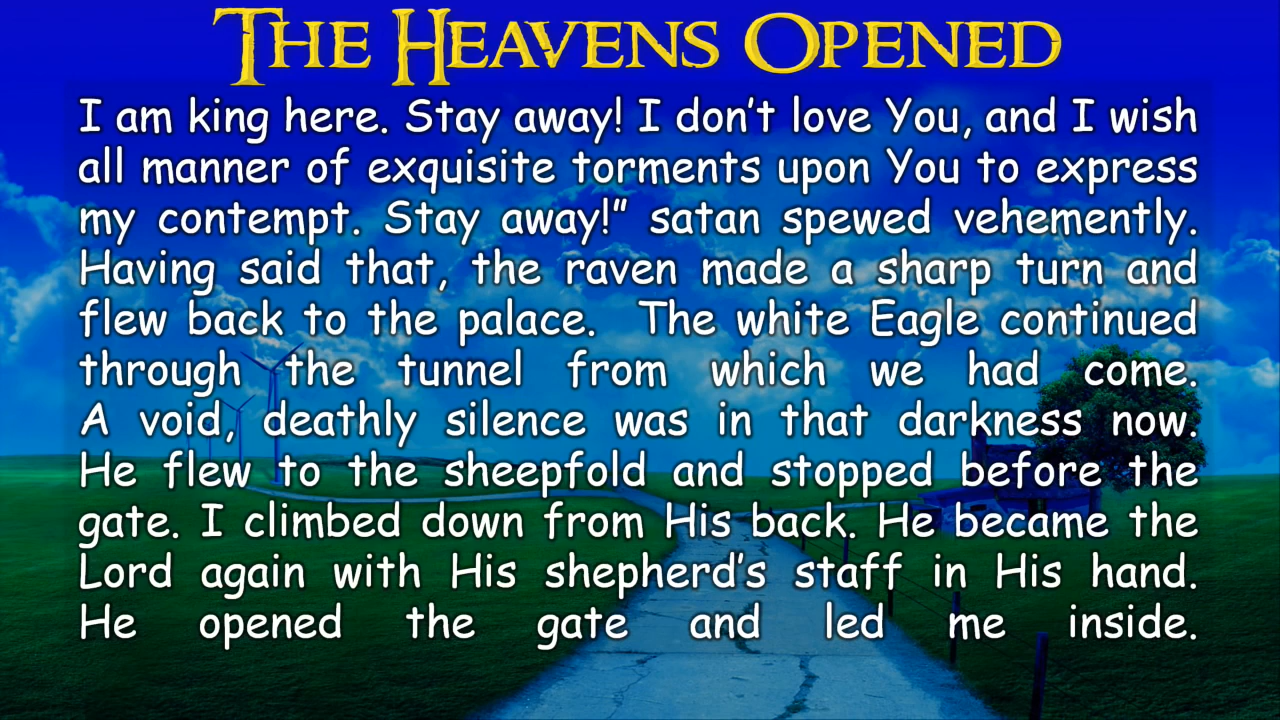 THE HEAVENS OPENED
I am king here. Stay away! I don’t love You, and I wish
all manner of exquisite torments upon You to express
my contempt. Stay away!” satan spewed vehemently.
Having said that, the raven made a sharp turn and
flew back to the palace.  The white Eagle continued
through the tunnel from which we had come.
A void, deathly silence was in that darkness now.
He flew to the sheepfold and stopped before the
gate. I climbed down from His back. He became the
Lord again with His shepherd’s staff in His hand.
He opened the gate and led me inside.